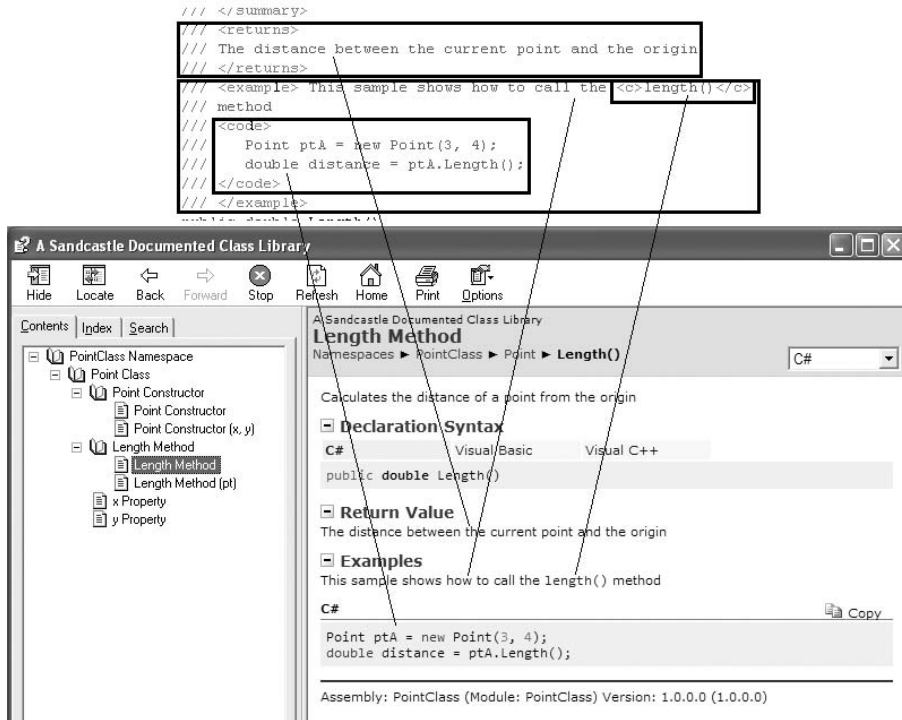 /// </summary>
/// <returns>
/// The distance between the current point and the origin
/// </returns>
/// <example> This sample shows how to call the <c>length()</c>
/// method
/// <code>
/// Point ptA = new Point(3, 4);
/// double distance = ptA.Length();
/// </code>
/// </example>
public double Length()
A Sandcastle Documented Class Library
Hide Locate Back Forward Stop Refresh Home Print Options
Contents Index Search
PointClass Namespace
Point Class
Point Constructor
Point Constructor
Point Constructor (x, y)
Length Method
Length Method
Length Method (pt)
x Property
y Property
A Sandcastle Documented Class Library
Length Method
Namespaces ► PointClass ► Point ► Length()
C#
Calculates the distance of a point from the origin
Declaration Syntax
C# Visual Basic Visual C++
public double Length()
Return Value
The distance between the current point and the origin
Examples
This sample shows how to call the length() method
C# Copy
Point ptA = new Point(3, 4);
double distance = ptA.Length();
Assembly: PointClass (Module: PointClass) Version: 1.0.0.0 (1.0.0.0)